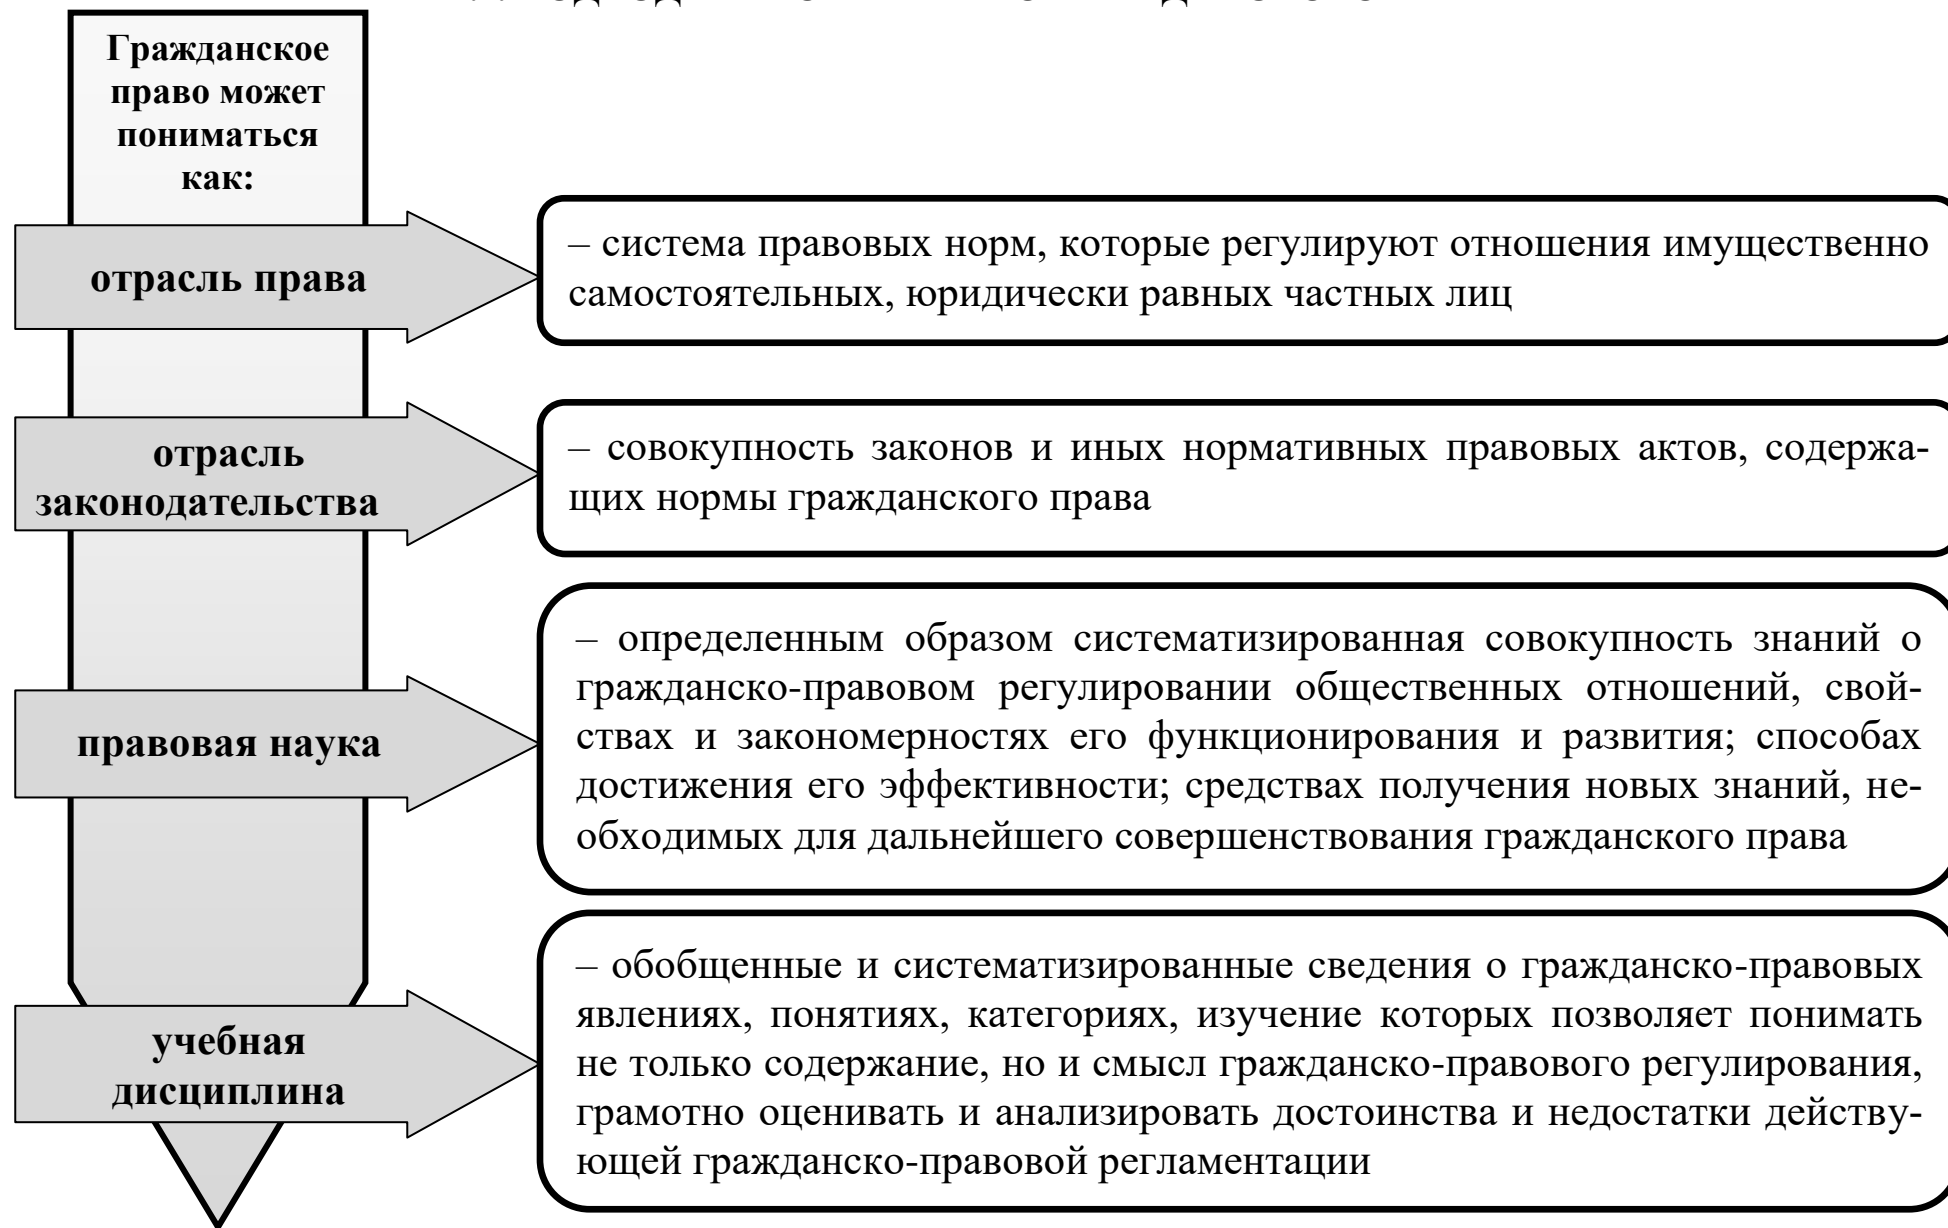 Гражданское
право может
пониматься
как:
отрасль права
– система правовых норм, которые регулируют отношения имущественно
самостоятельных, юридически равных частных лиц
отрасль
законодательства
– совокупность законов и иных нормативных правовых актов, содержа-
щих нормы гражданского права
правовая наука
– определенным образом систематизированная совокупность знаний о
гражданско-правовом регулировании общественных отношений, свой-
ствах и закономерностях его функционирования и развития; способах
достижения его эффективности; средствах получения новых знаний, не-
обходимых для дальнейшего совершенствования гражданского права
учебная
дисциплина
– обобщенные и систематизированные сведения о гражданско-правовых
явлениях, понятиях, категориях, изучение которых позволяет понимать
не только содержание, но и смысл гражданско-правового регулирования,
грамотно оценивать и анализировать достоинства и недостатки действу-
ющей гражданско-правовой регламентации